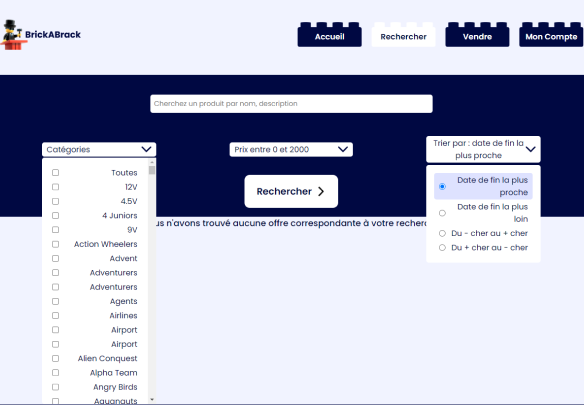 BrickABrack
Accueil
Rechercher
Vendre
Mon Compte
Cherchez un produit par nom, description
Catégories
Prix entre 0 et 2000
Trier par : date de fin la
plus proche
Rechercher
us n'avons trouvé aucune offre correspondante à votre recherc
Toutes
12V
4.5V
4 Juniors
9V
Action Wheelers
Advent
Adventurers
Adventurers
Agents
Airlines
Airport
Airport
Alien Conquest
Alpha Team
Angry Birds
Aquanauts
Date de fin la plus
proche
Date de fin la plus
loin
Du - cher au + cher
Du + cher au - cher